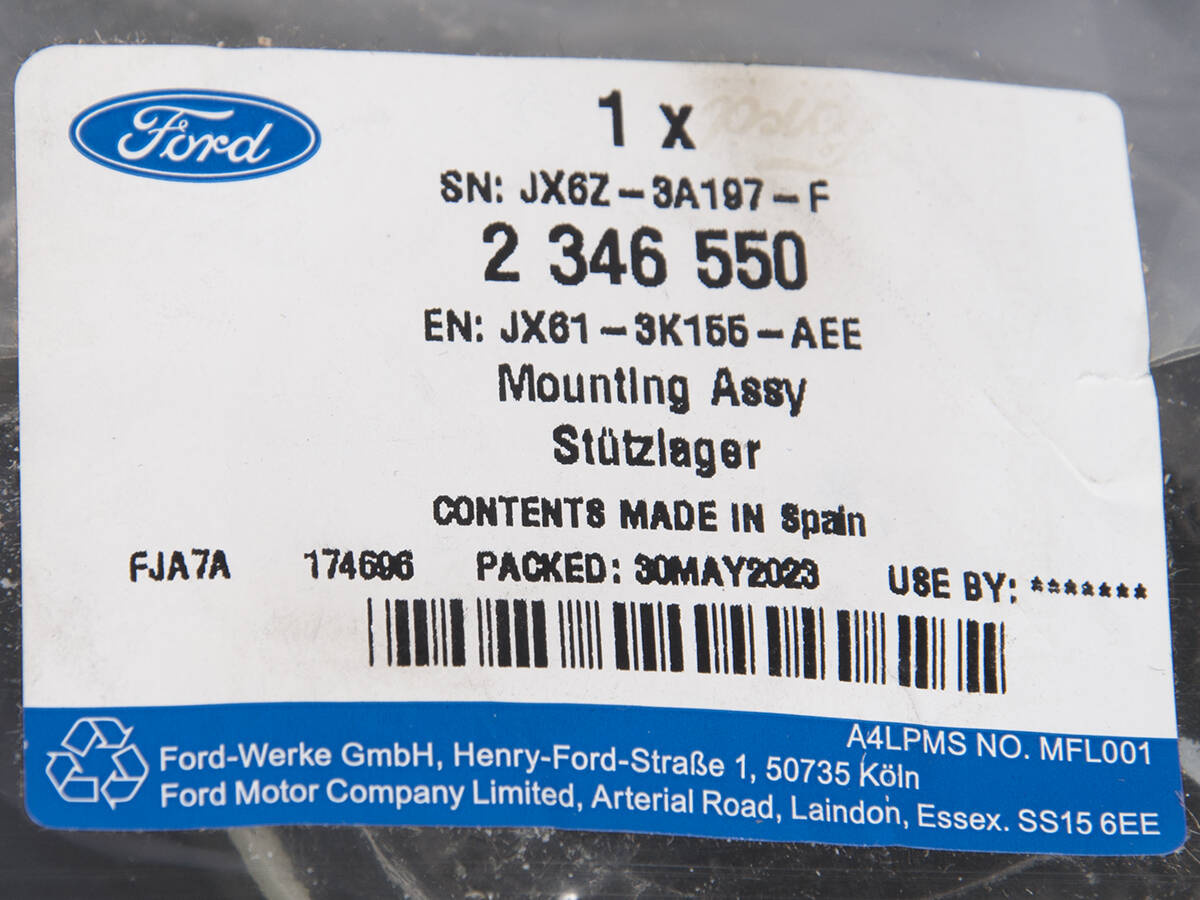 Ford
1 x
SN: JX6Z-3A197-F
2 346 550
EN: JX61-3K155-AEE
Mounting Assy
Stützlager
CONTENTS MADE IN Spain
FJA7A 174696 PACKED: 30MAY2023 USE BY: *******
A4LPMS NO. MFL001
Ford-Werke GmbH, Henry-Ford-Straße 1, 50735 Köln
Ford Motor Company Limited, Arterial Road, Laindon, Essex. SS15 6EE